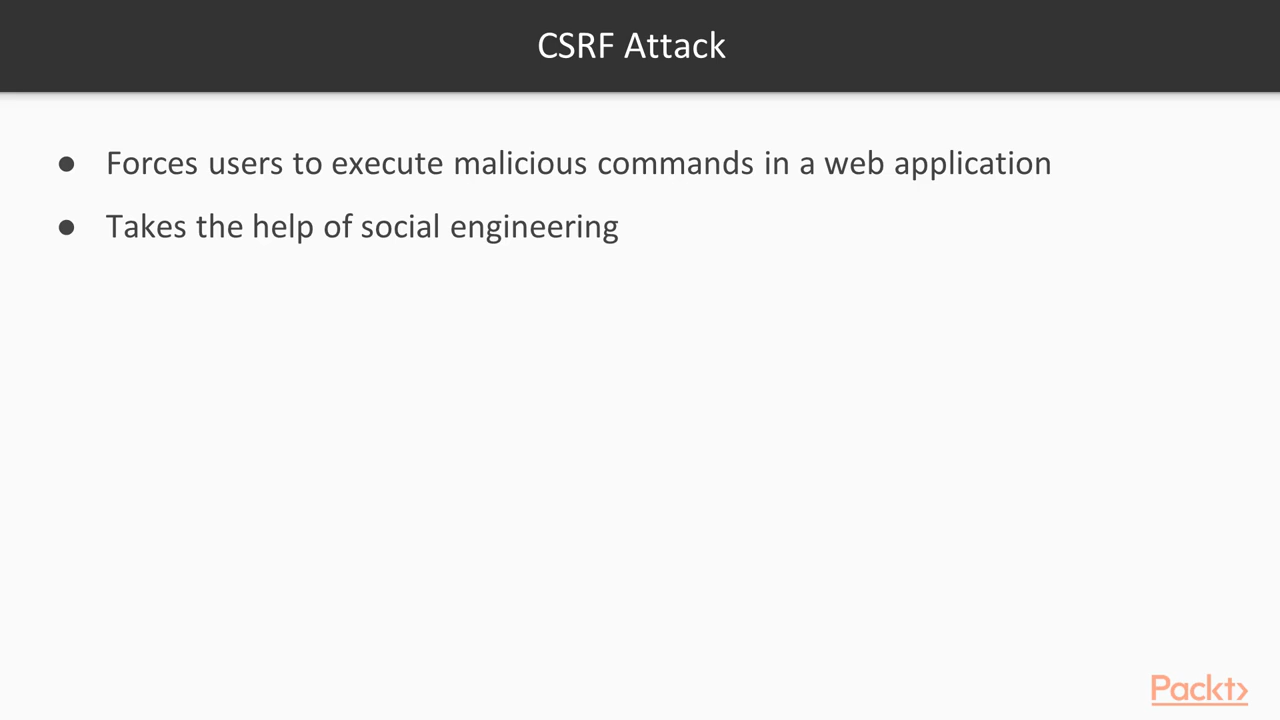 CSRF Attack
● Forces users to execute malicious commands in a web application
● Takes the help of social engineering
Packt>